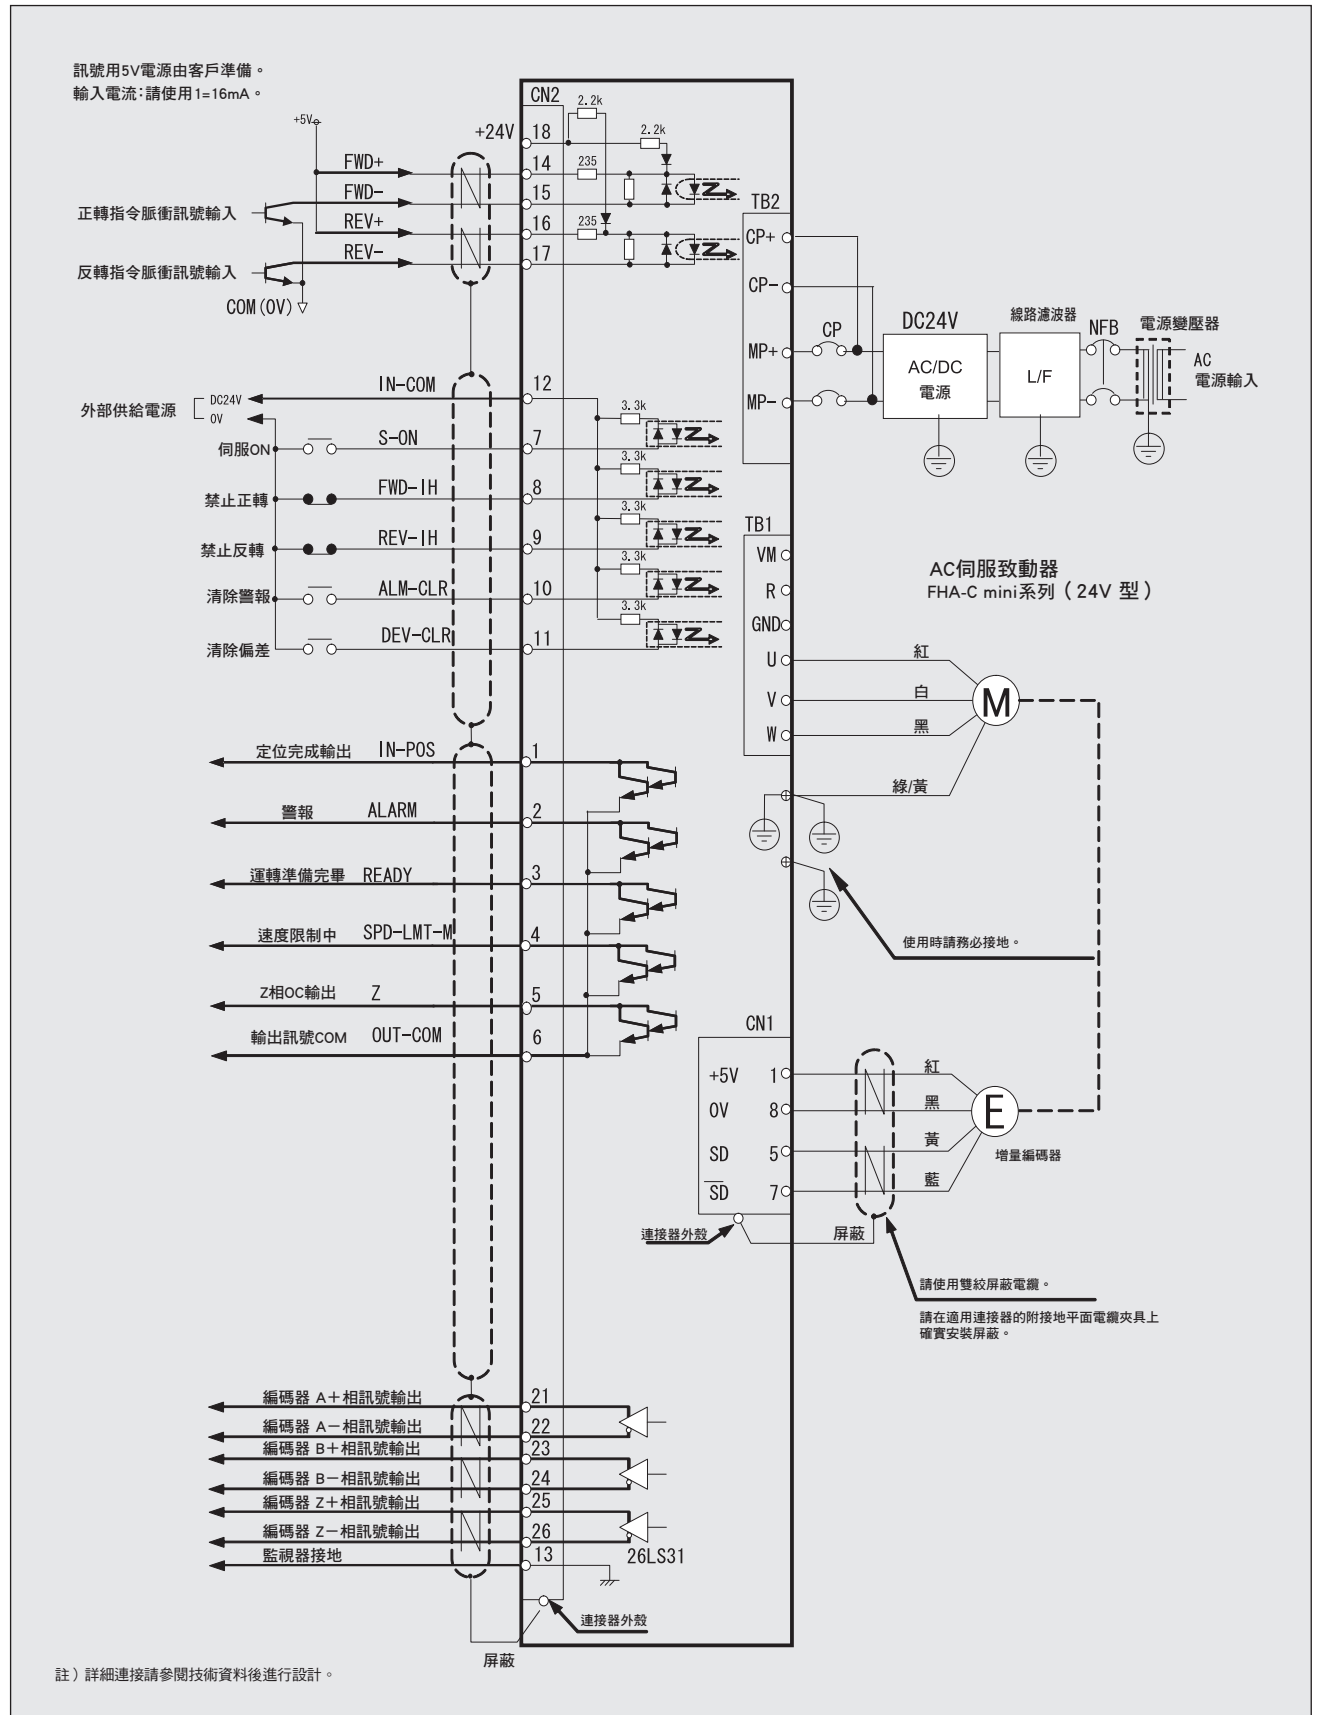 訊號用5V電源由客戶準備。
輸入電流:請使用1=16mA。
+5V
CN2
2.2k
+24V
18
2.2k
FWD+
14
235
FWD-
15
正轉指令脈衝訊號輸入
REV+
16
235
REV-
17
反轉指令脈衝訊號輸入
COM(0V)
TB2
CP+
CP-
MP+
MP-
CP
DC24V
AC/DC
電源
線路濾波器
L/F
NFB
電源變壓器
AC
電源輸入
IN-COM
12
外部供給電源
DC24V
0V
3.3k
伺服ON
S-ON
7
3.3k
禁止正轉
FWD-IH
8
3.3k
禁止反轉
REV-IH
9
3.3k
清除警報
ALM-CLR
10
3.3k
清除偏差
DEV-CLR
11
TB1
VM
R
GND
U
V
W
AC伺服致動器
FHA-C mini系列(24V 型)
紅
白
黑
綠/黃
M
定位完成輸出 IN-POS
1
警報 ALARM
2
運轉準備完畢 READY
3
速度限制中 SPD-LMT-M
4
Z相OC輸出 Z
5
輸出訊號COM OUT-COM
6
使用時請務必接地。
CN1
+5V 1
0V 8
SD 5
SD 7
紅
黑
黃
藍
E
增量編碼器
連接器外殼
屏蔽
請使用雙絞屏蔽電纜。
請在適用連接器的附接地平面電纜夾具上
確實安裝屏蔽。
編碼器 A+相訊號輸出
21
編碼器 A-相訊號輸出
22
編碼器 B+相訊號輸出
23
編碼器 B-相訊號輸出
24
編碼器 Z+相訊號輸出
25
編碼器 Z-相訊號輸出
26
監視器接地
13
26LS31
連接器外殼
屏蔽
註)詳細連接請參閱技術資料後進行設計。